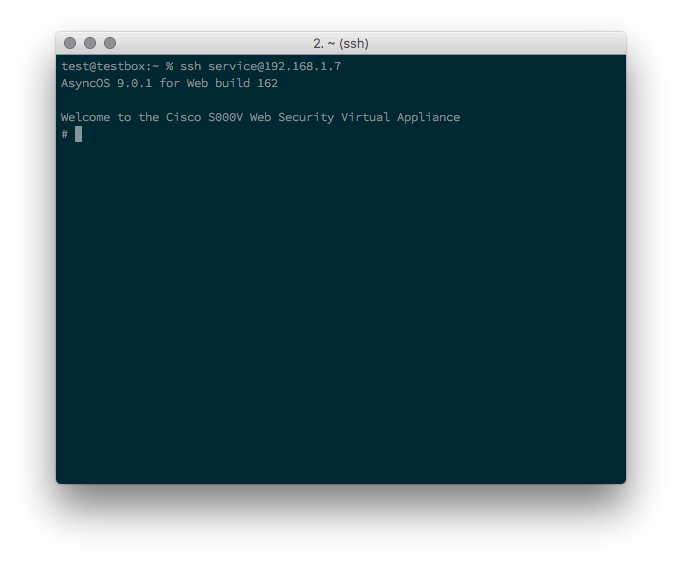 2. ~ (ssh)
test@testbox:~ % ssh service@192.168.1.7
AsyncOS 9.0.1 for Web build 162
Welcome to the Cisco S000V Web Security Virtual Appliance
#